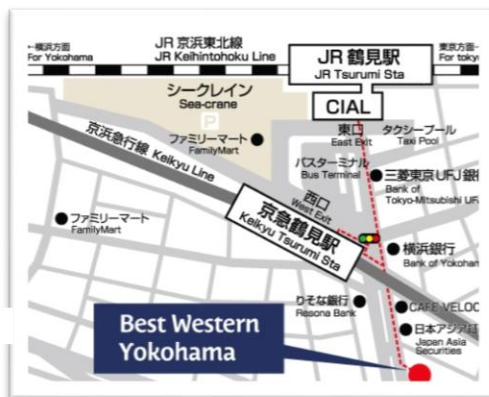 ←横浜方面
For Yokohama
JR 京浜東北線
JR Keihintohoku Line
JR 鶴見駅
JR Tsurumi Sta
東京方面
For tokyo
CIAL
シークレイン
Sea-crane
P
東口
East Exit
タクシープール
Taxi Pool
ファミリーマート
FamilyMart
バスターミナル
Bus Terminal
三菱東京UFJ銀
Bank of
Tokyo-Mitsubishi UF
京浜急行線 Keikyu Line
西口
West Exit
京急鶴見駅
Keikyu Tsurumi Sta
ファミリーマート
FamilyMart
横浜銀行
Bank of Yokohan
りそな銀行
Resona Bank
CAFE VELOC
日本アジア
Japan Asia
Securities
Best Western
Yokohama